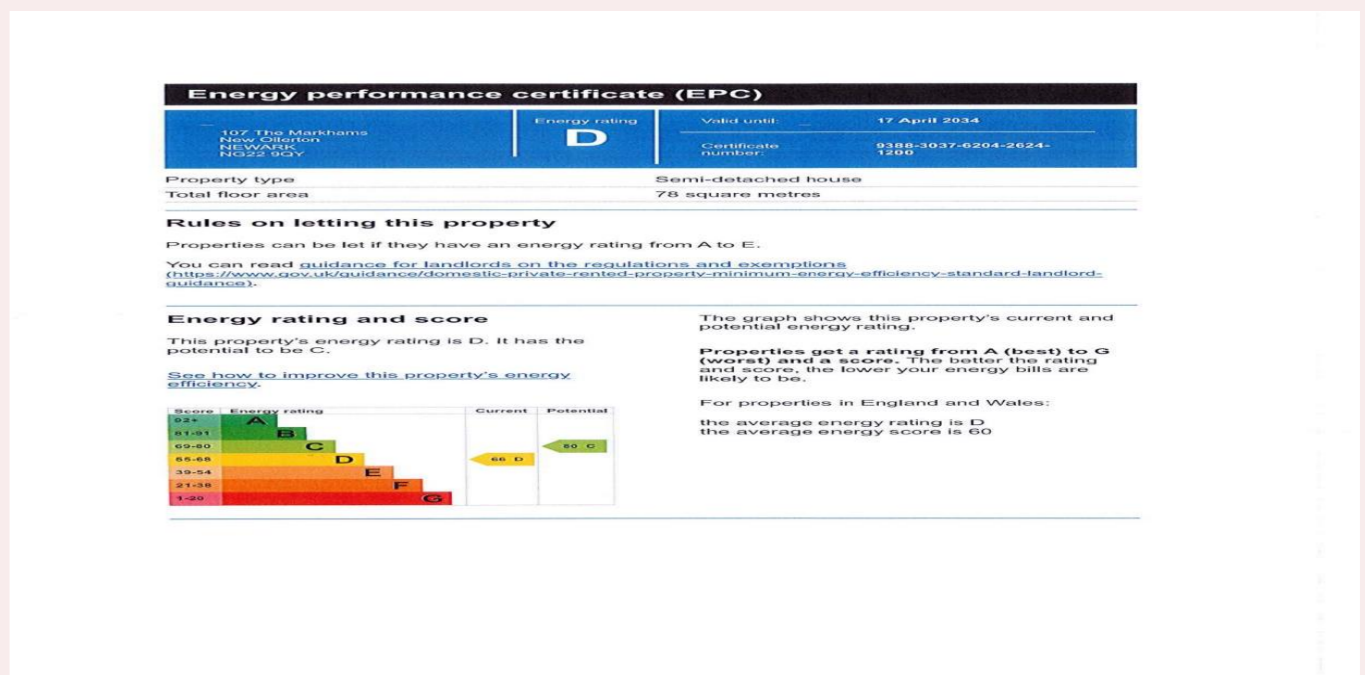 Energy performance certificate (EPC)
107 The Markhams
New Ollerton
NEWARK
NG22 9QY
Energy rating
D
Valid until:
17 April 2034
Certificate
number:
9388-3037-6204-2624-
1200
Property type
Semi-detached house
Total floor area
78 square metres
Rules on letting this property
Properties can be let if they have an energy rating from A to E.
You can read guidance for landlords on the regulations and exemptions
(https://www.gov.uk/guidance/domestic-private-rented-property-minimum-energy-efficiency-standard-landlord-
guidance).
Energy rating and score
This property's energy rating is D. It has the
potential to be C.
See how to improve this property's energy
efficiency.
Score Energy rating Current Potential
92+ A
81-91 B
69-80 C 80 C
55-68 D 66 D
39-54 E
21-38 F
1-20 G
The graph shows this property's current and
potential energy rating.
Properties get a rating from A (best) to G
(worst) and a score. The better the rating
and score, the lower your energy bills are
likely to be.
For properties in England and Wales:
the average energy rating is D
the average energy score is 60